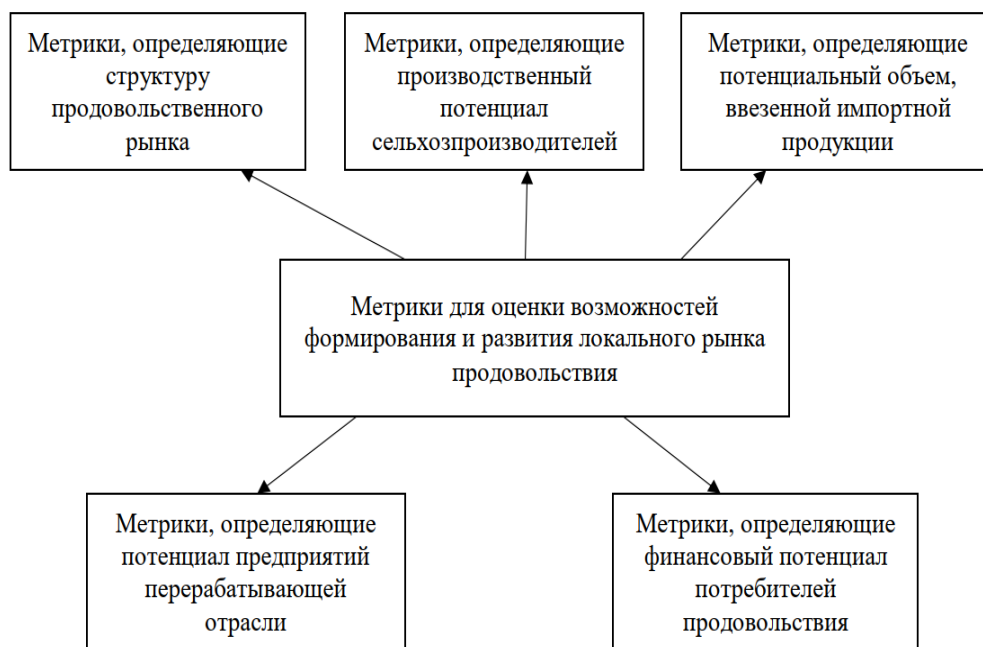 Метрики, определяющие
структуру
продовольственного
рынка
Метрики, определяющие
производственный
потенциал
сельхозпроизводителей
Метрики, определяющие
потенциальный объем,
ввезенной импортной
продукции
Метрики для оценки возможностей
формирования и развития локального рынка
продовольствия
Метрики, определяющие
потенциал предприятий
перерабатывающей
отрасли
Метрики, определяющие
финансовый потенциал
потребителей
продовольствия